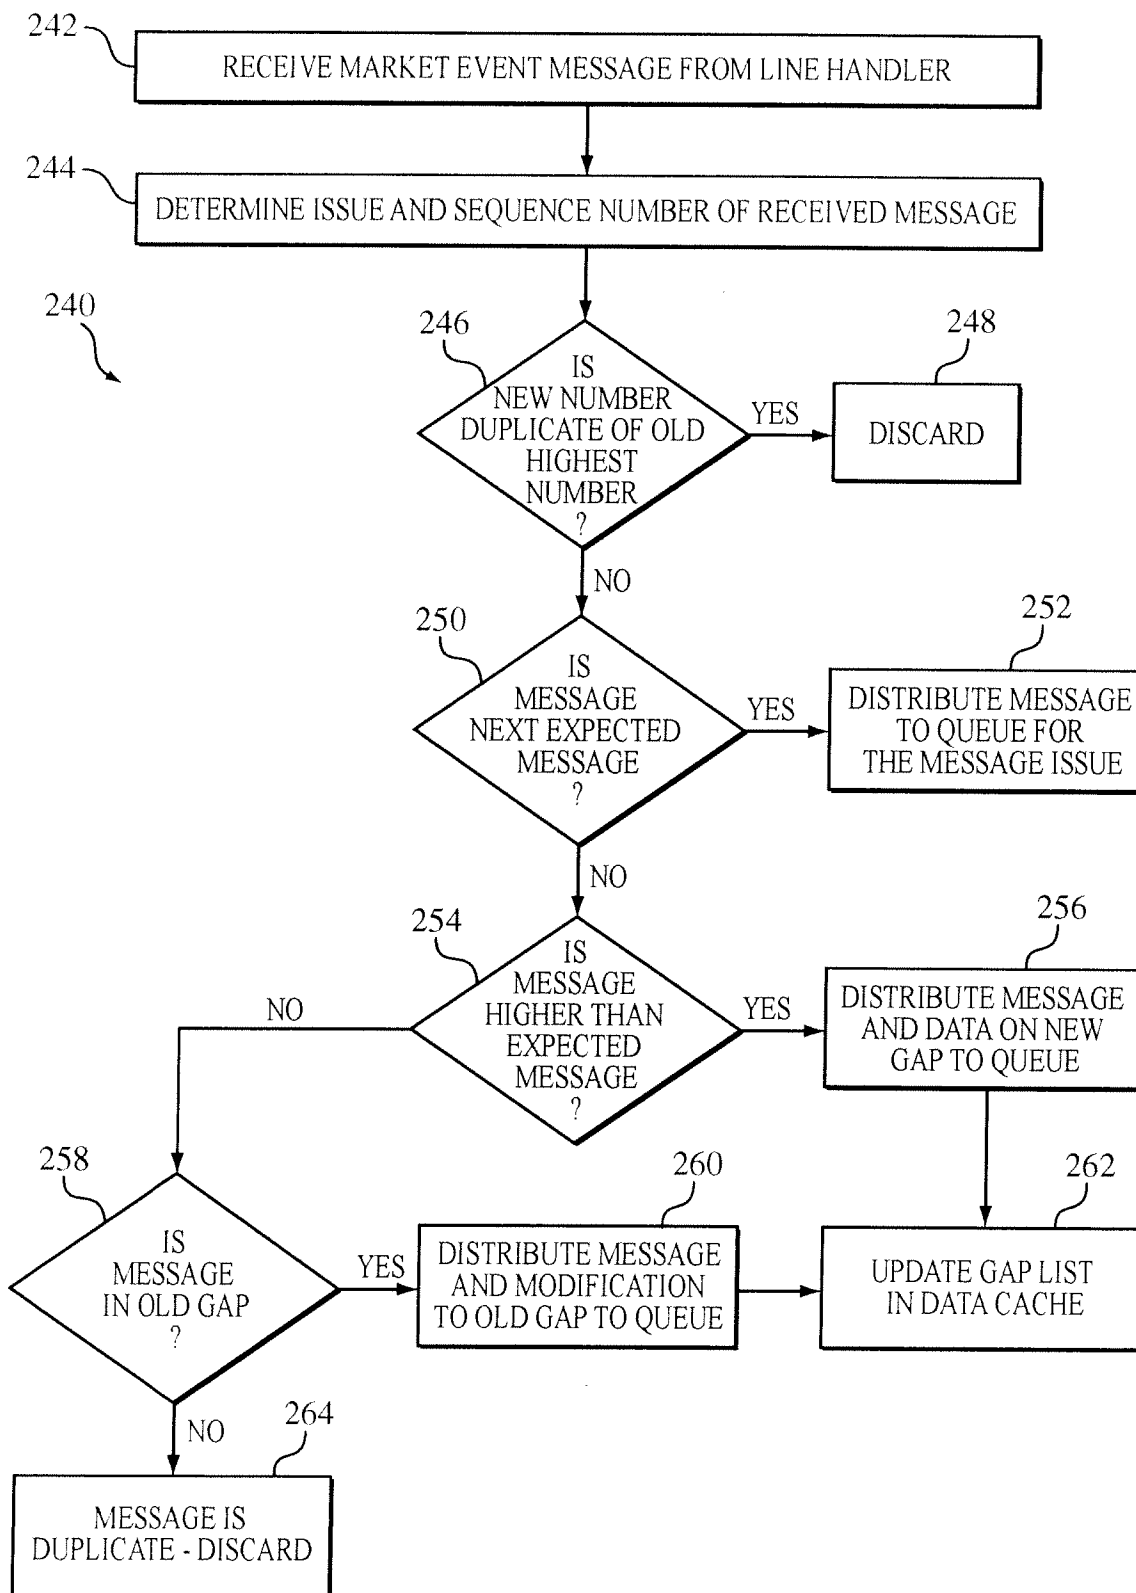 242
RECEIVE MARKET EVENT MESSAGE FROM LINE HANDLER
244
DETERMINE ISSUE AND SEQUENCE NUMBER OF RECEIVED MESSAGE
240
246
IS
NEW NUMBER
DUPLICATE OF OLD
HIGHEST
NUMBER
?
YES
248
DISCARD
NO
250
IS
MESSAGE
NEXT EXPECTED
MESSAGE
?
YES
252
DISTRIBUTE MESSAGE
TO QUEUE FOR
THE MESSAGE ISSUE
NO
254
IS
MESSAGE
HIGHER THAN
EXPECTED
MESSAGE
?
YES
256
DISTRIBUTE MESSAGE
AND DATA ON NEW
GAP TO QUEUE
NO
258
IS
MESSAGE
IN OLD GAP
?
YES
260
DISTRIBUTE MESSAGE
AND MODIFICATION
TO OLD GAP TO QUEUE
262
UPDATE GAP LIST
IN DATA CACHE
NO
264
MESSAGE IS
DUPLICATE - DISCARD